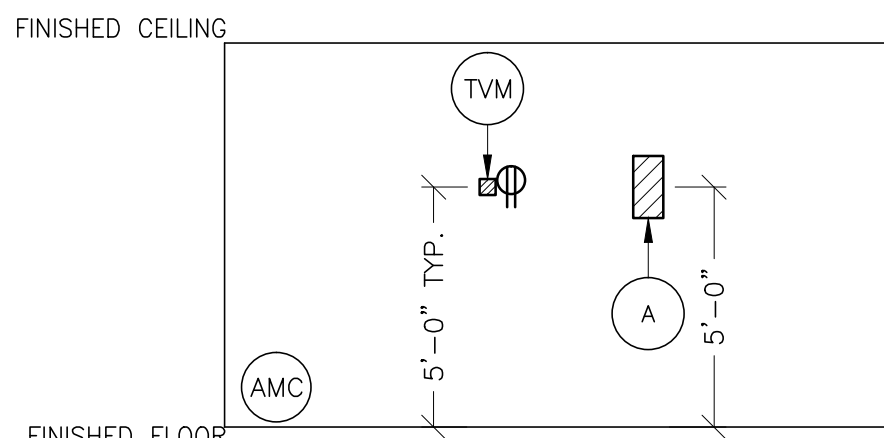 FINISHED CEILING
TVM
5'-0" TYP.
A
5'-0"
AMC
FINISHED FLOOR